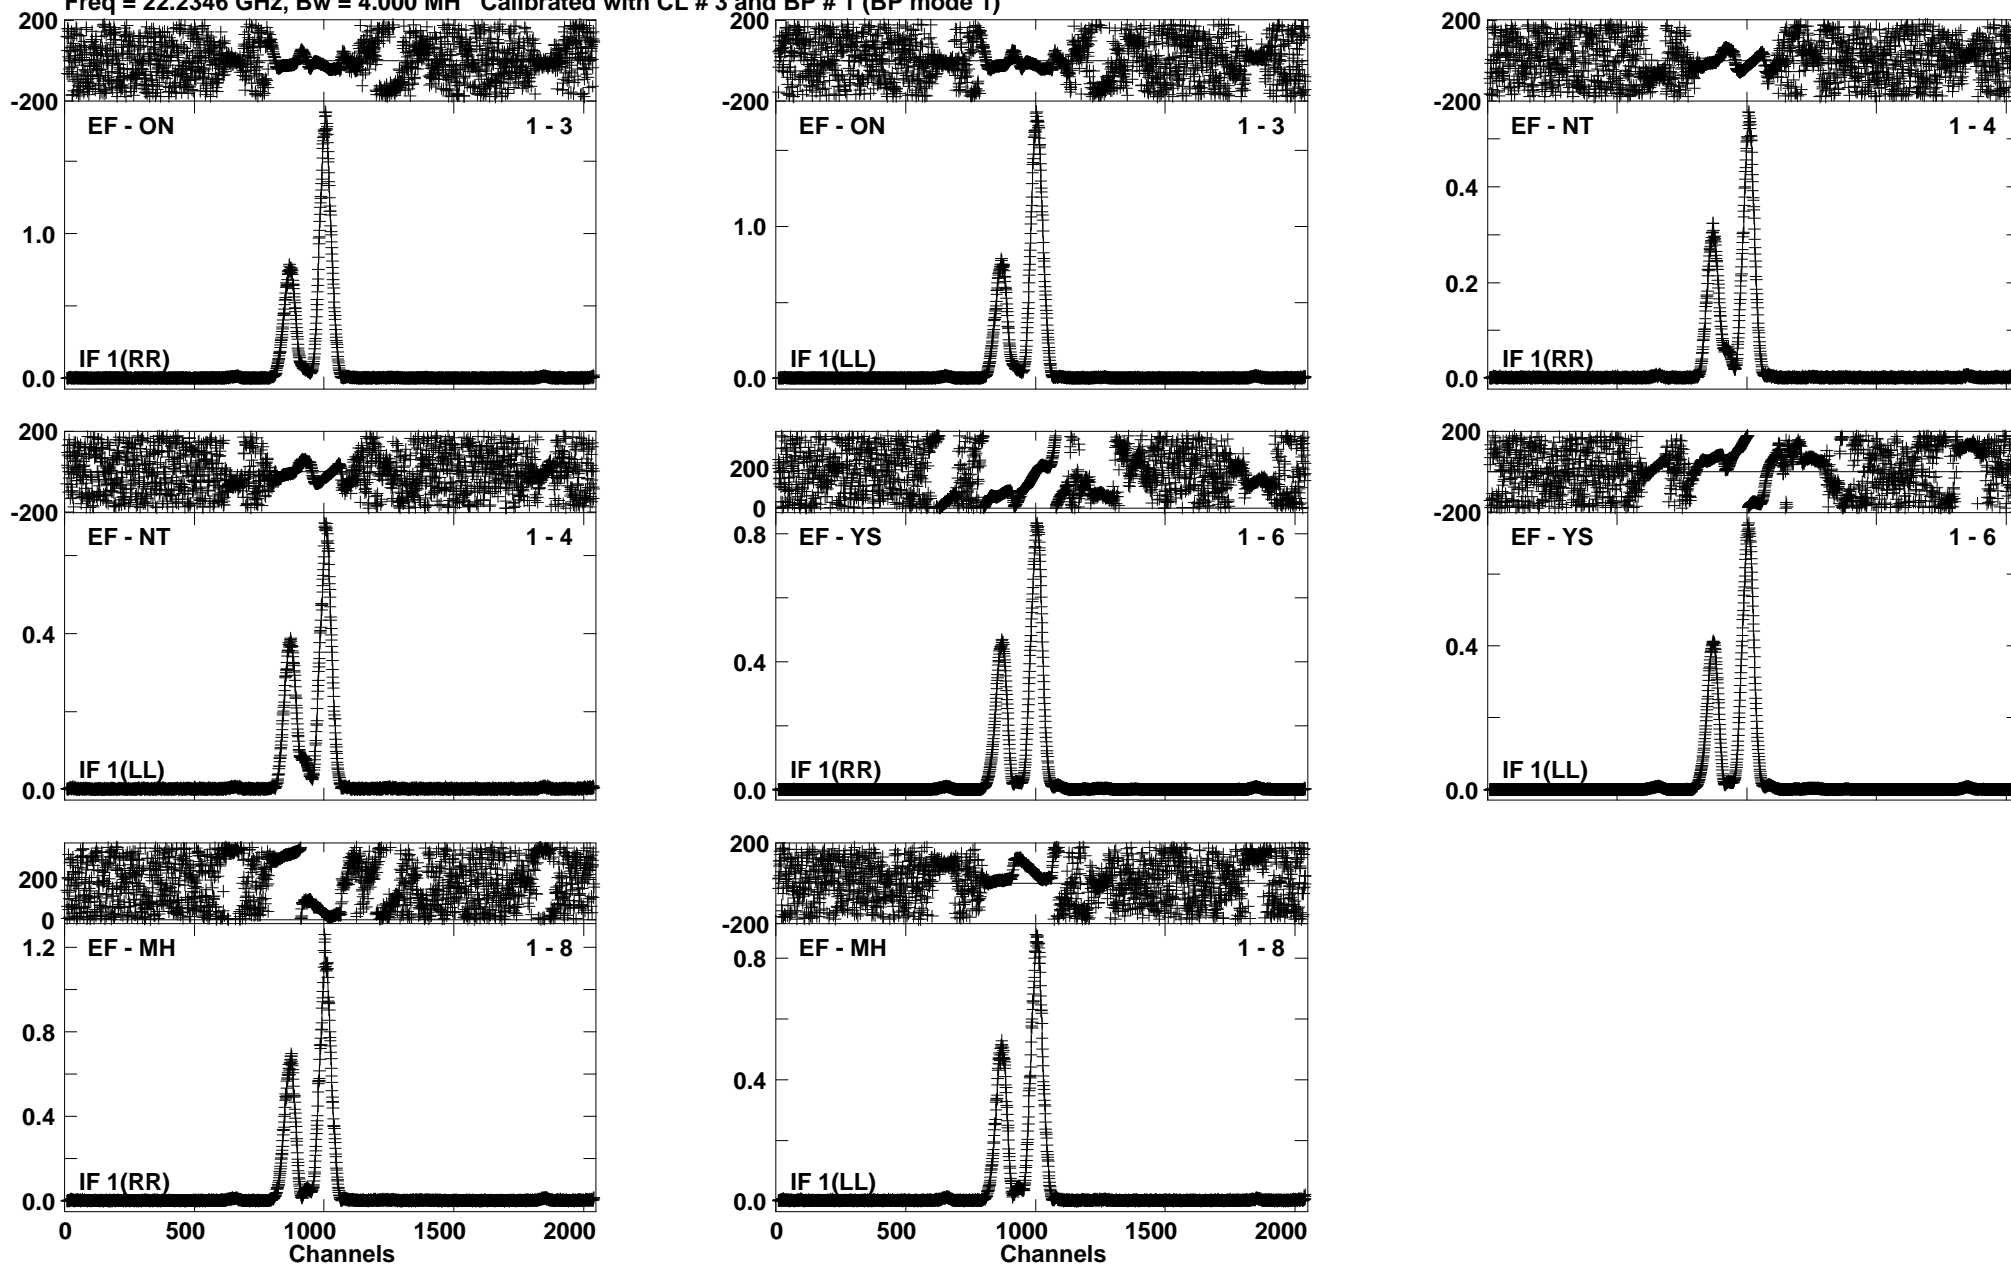 Freq = 22.2346 GHz, Bw = 4.000 MH Calibrated with CL # 3 and BP # 1 (BP mode 1)
200
-200
EF - ON
1 - 3
1.0
0.0
IF 1(RR)
200
-200
EF - ON
1 - 3
1.0
0.0
IF 1(LL)
200
-200
EF - NT
1 - 4
0.4
0.2
0.0
IF 1(RR)
200
-200
EF - NT
1 - 4
0.4
0.0
IF 1(LL)
200
0
EF - YS
1 - 6
0.8
0.4
0.0
IF 1(RR)
200
-200
EF - YS
1 - 6
0.4
0.0
IF 1(LL)
200
0
EF - MH
1 - 8
1.2
0.8
0.4
0.0
IF 1(RR)
0 500 1000 1500 2000
Channels
200
-200
EF - MH
1 - 8
0.8
0.4
0.0
IF 1(LL)
0 500 1000 1500 2000
Channels